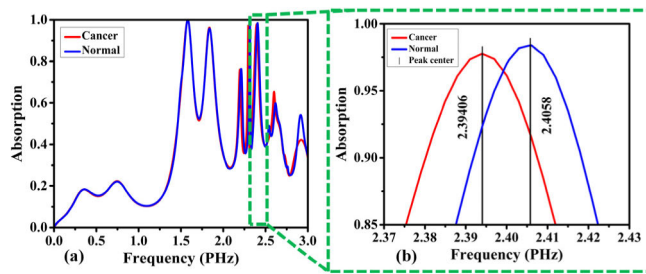 Cancer
Normal
Absorption
1.0
0.8
0.6
0.4
0.2
0.0
0.0 0.5 1.0 1.5 2.0 2.5 3.0
(a) Frequency (PHz)
Cancer
Normal
Peak center
Absorption
1.00
0.95
0.90
0.85
2.39406
2.4058
2.37 2.38 2.39 2.40 2.41 2.42 2.43
(b) Frequency (PHz)